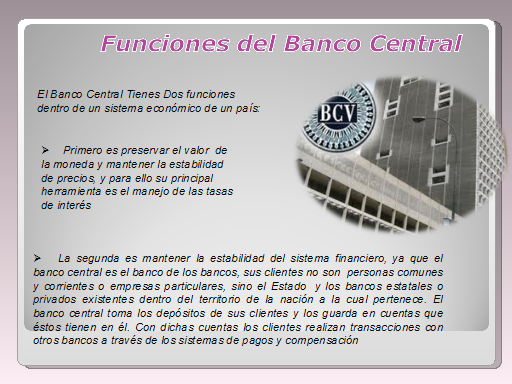 Funciones del Banco Central
El Banco Central Tienes Dos funciones
dentro de un sistema económico de un país:
BCV
➢ Primero es preservar el valor de
la moneda y mantener la estabilidad
de precios, y para ello su principal
herramienta es el manejo de las tasas
de interés
➢ La segunda es mantener la estabilidad del sistema financiero, ya que el
banco central es el banco de los bancos, sus clientes no son personas comunes
y corrientes o empresas particulares, sino el Estado y los bancos estatales o
privados existentes dentro del territorio de la nación a la cual pertenece. El
banco central toma los depósitos de sus clientes y los guarda en cuentas que
éstos tienen en él. Con dichas cuentas los clientes realizan transacciones con
otros bancos a través de los sistemas de pagos y compensación